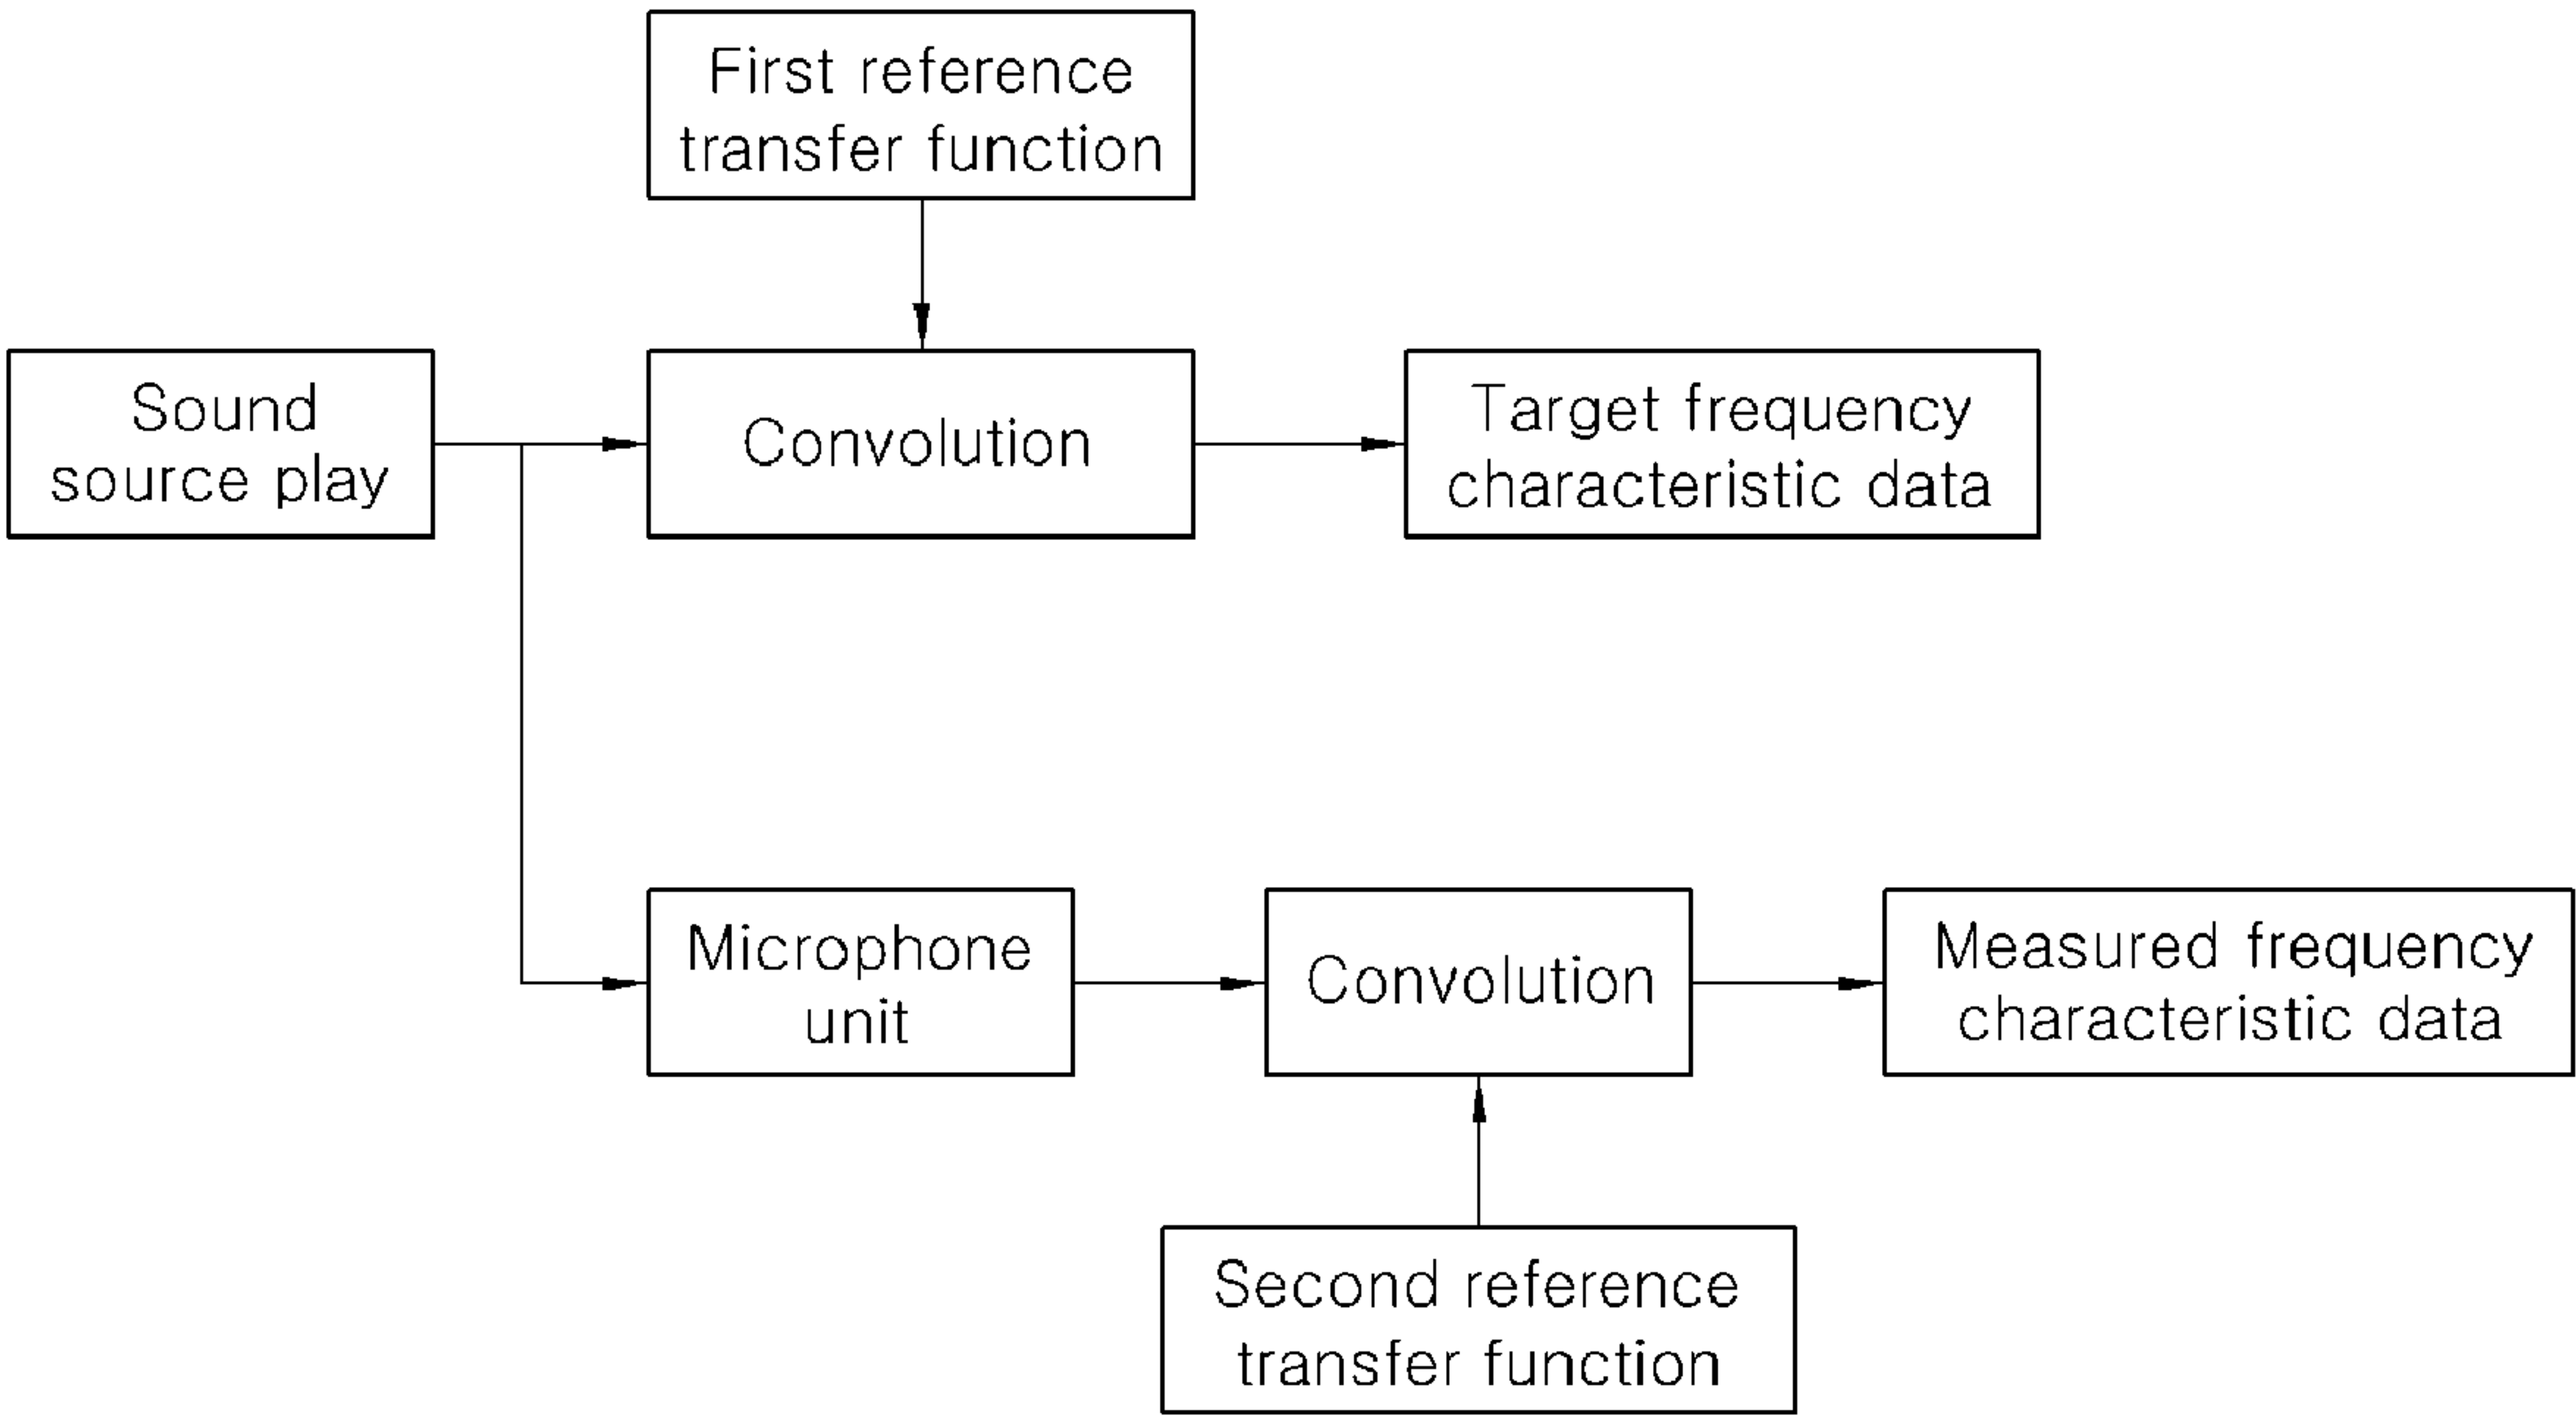 First reference
transfer function
Sound
source play
Convolution
Target frequency
characteristic data
Microphone
unit
Convolution
Measured frequency
characteristic data
Second reference
transfer function